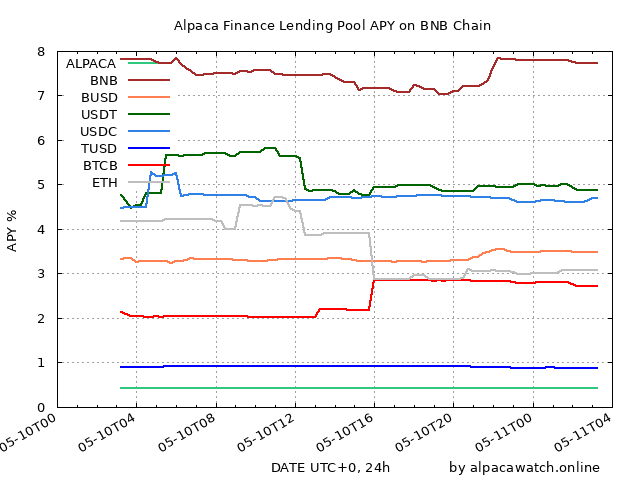 Alpaca Finance Lending Pool APY on BNB Chain
APY %
8
7
6
5
4
3
2
1
0
ALPACA
BNB
BUSD
USDT
USDC
TUSD
BTCB
ETH
05-10T00
05-10T04
05-10T08
05-10T12
05-10T16
05-10T20
05-11T00
05-11T04
DATE UTC+0, 24h
by alpacawatch.online